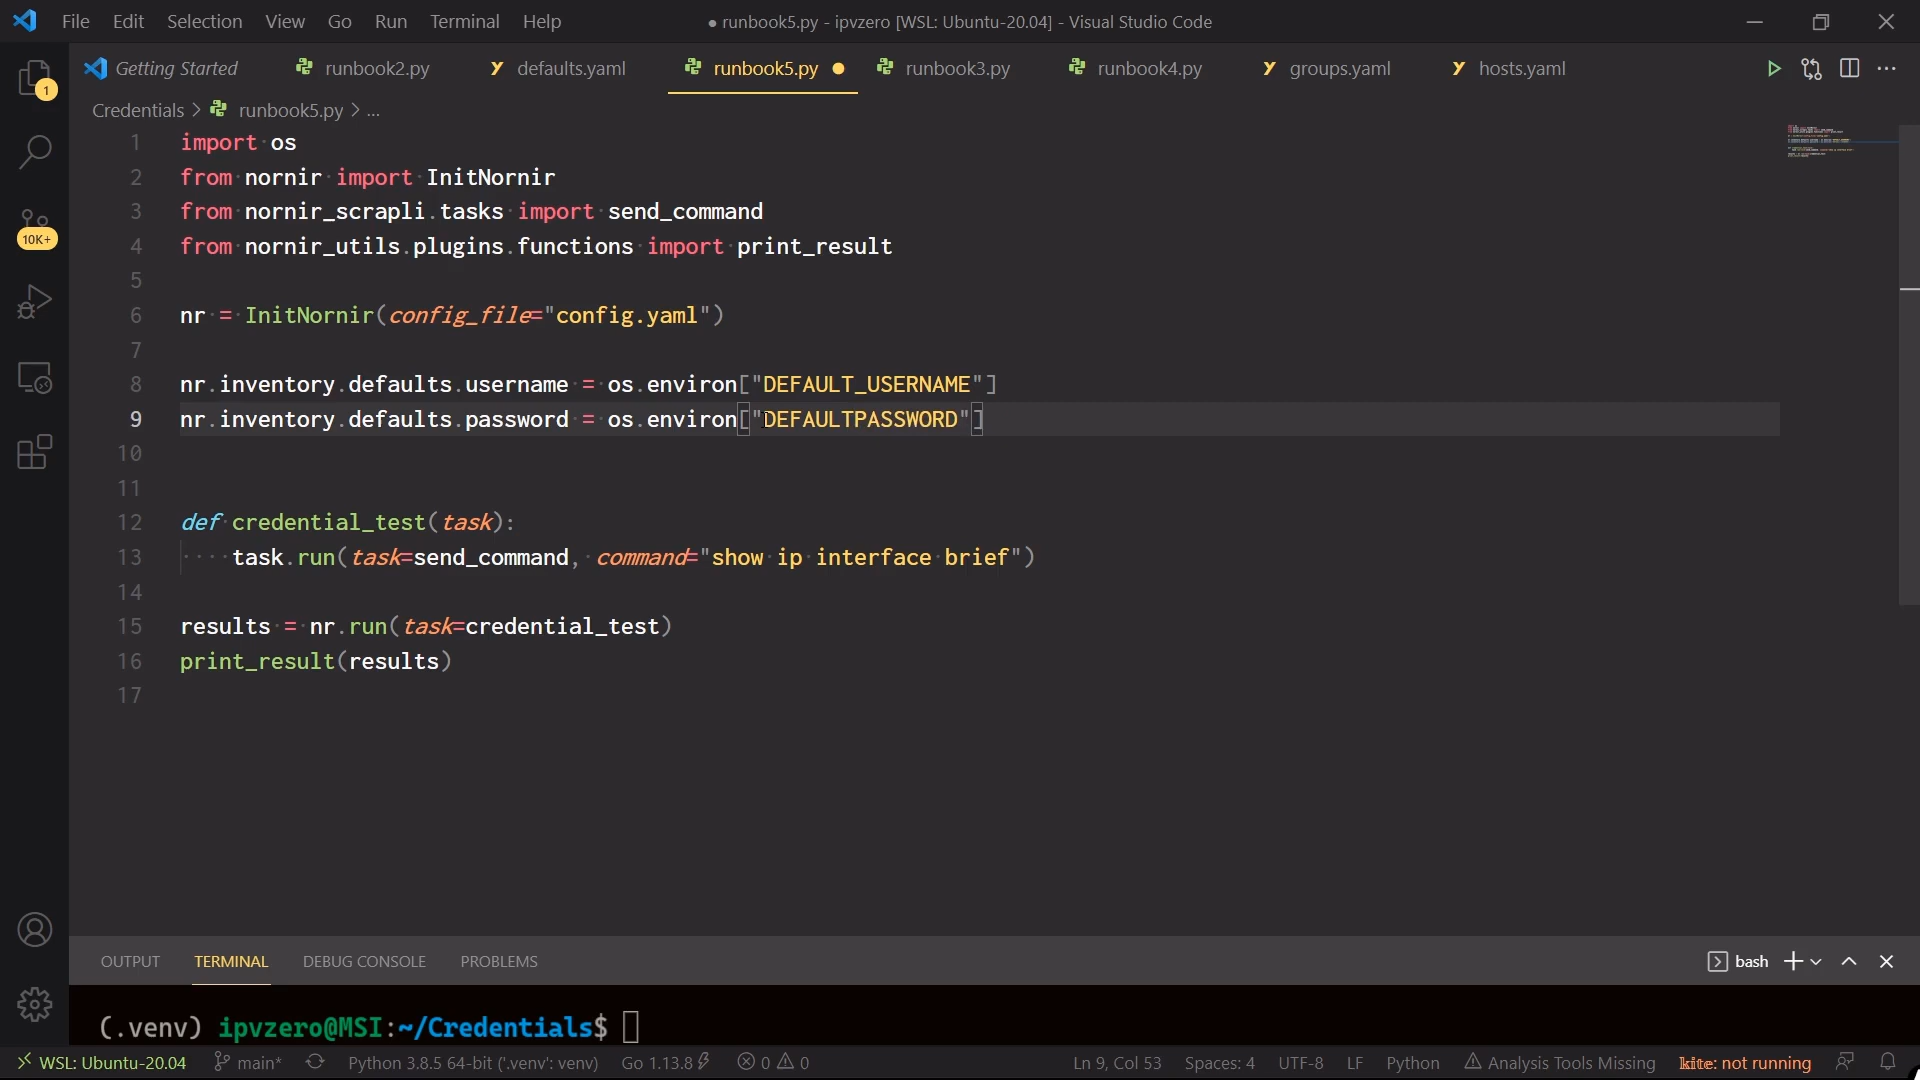 File Edit Selection View Go Run Terminal Help
● runbook5.py - ipvzero [WSL: Ubuntu-20.04] - Visual Studio Code
Getting Started runbook2.py defaults.yaml runbook5.py runbook3.py runbook4.py groups.yaml hosts.yaml
Credentials > runbook5.py > ...
1
10K+
1 import os
2 from nornir import InitNornir
3 from nornir_scrapli.tasks import send_command
4 from nornir_utils.plugins.functions import print_result
5
6 nr = InitNornir(config_file="config.yaml")
7
8 nr.inventory.defaults.username = os.environ["DEFAULT_USERNAME"]
9 nr.inventory.defaults.password = os.environ["DEFAULTPASSWORD"]
10
11
12 def credential_test(task):
13     task.run(task=send_command, command="show ip interface brief")
14
15 results = nr.run(task=credential_test)
16 print_result(results)
17
OUTPUT TERMINAL DEBUG CONSOLE PROBLEMS
bash
(.venv) ipvzero@MSI:~/Credentials$
WSL: Ubuntu-20.04 main* Python 3.8.5 64-bit ('.venv': venv) Go 1.13.8 0 0 Ln 9, Col 53 Spaces: 4 UTF-8 LF Python Analysis Tools Missing kite: not running